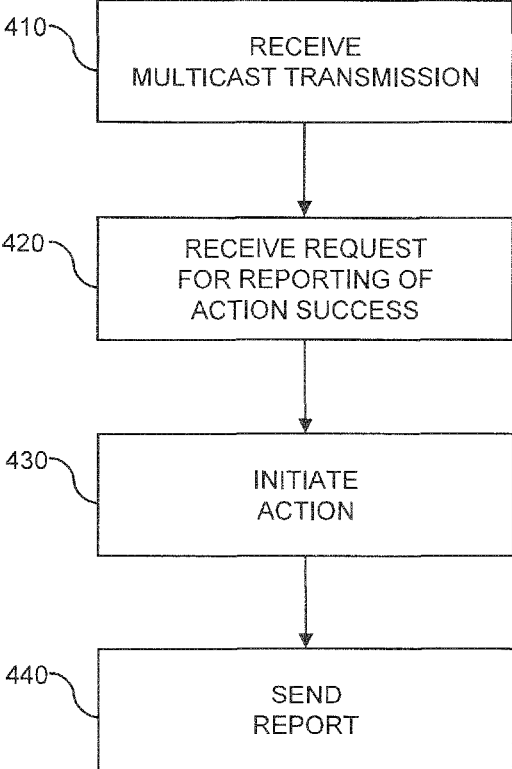 410
RECEIVE
MULTICAST TRANSMISSION
420
RECEIVE REQUEST
FOR REPORTING OF
ACTION SUCCESS
430
INITIATE
ACTION
440
SEND
REPORT